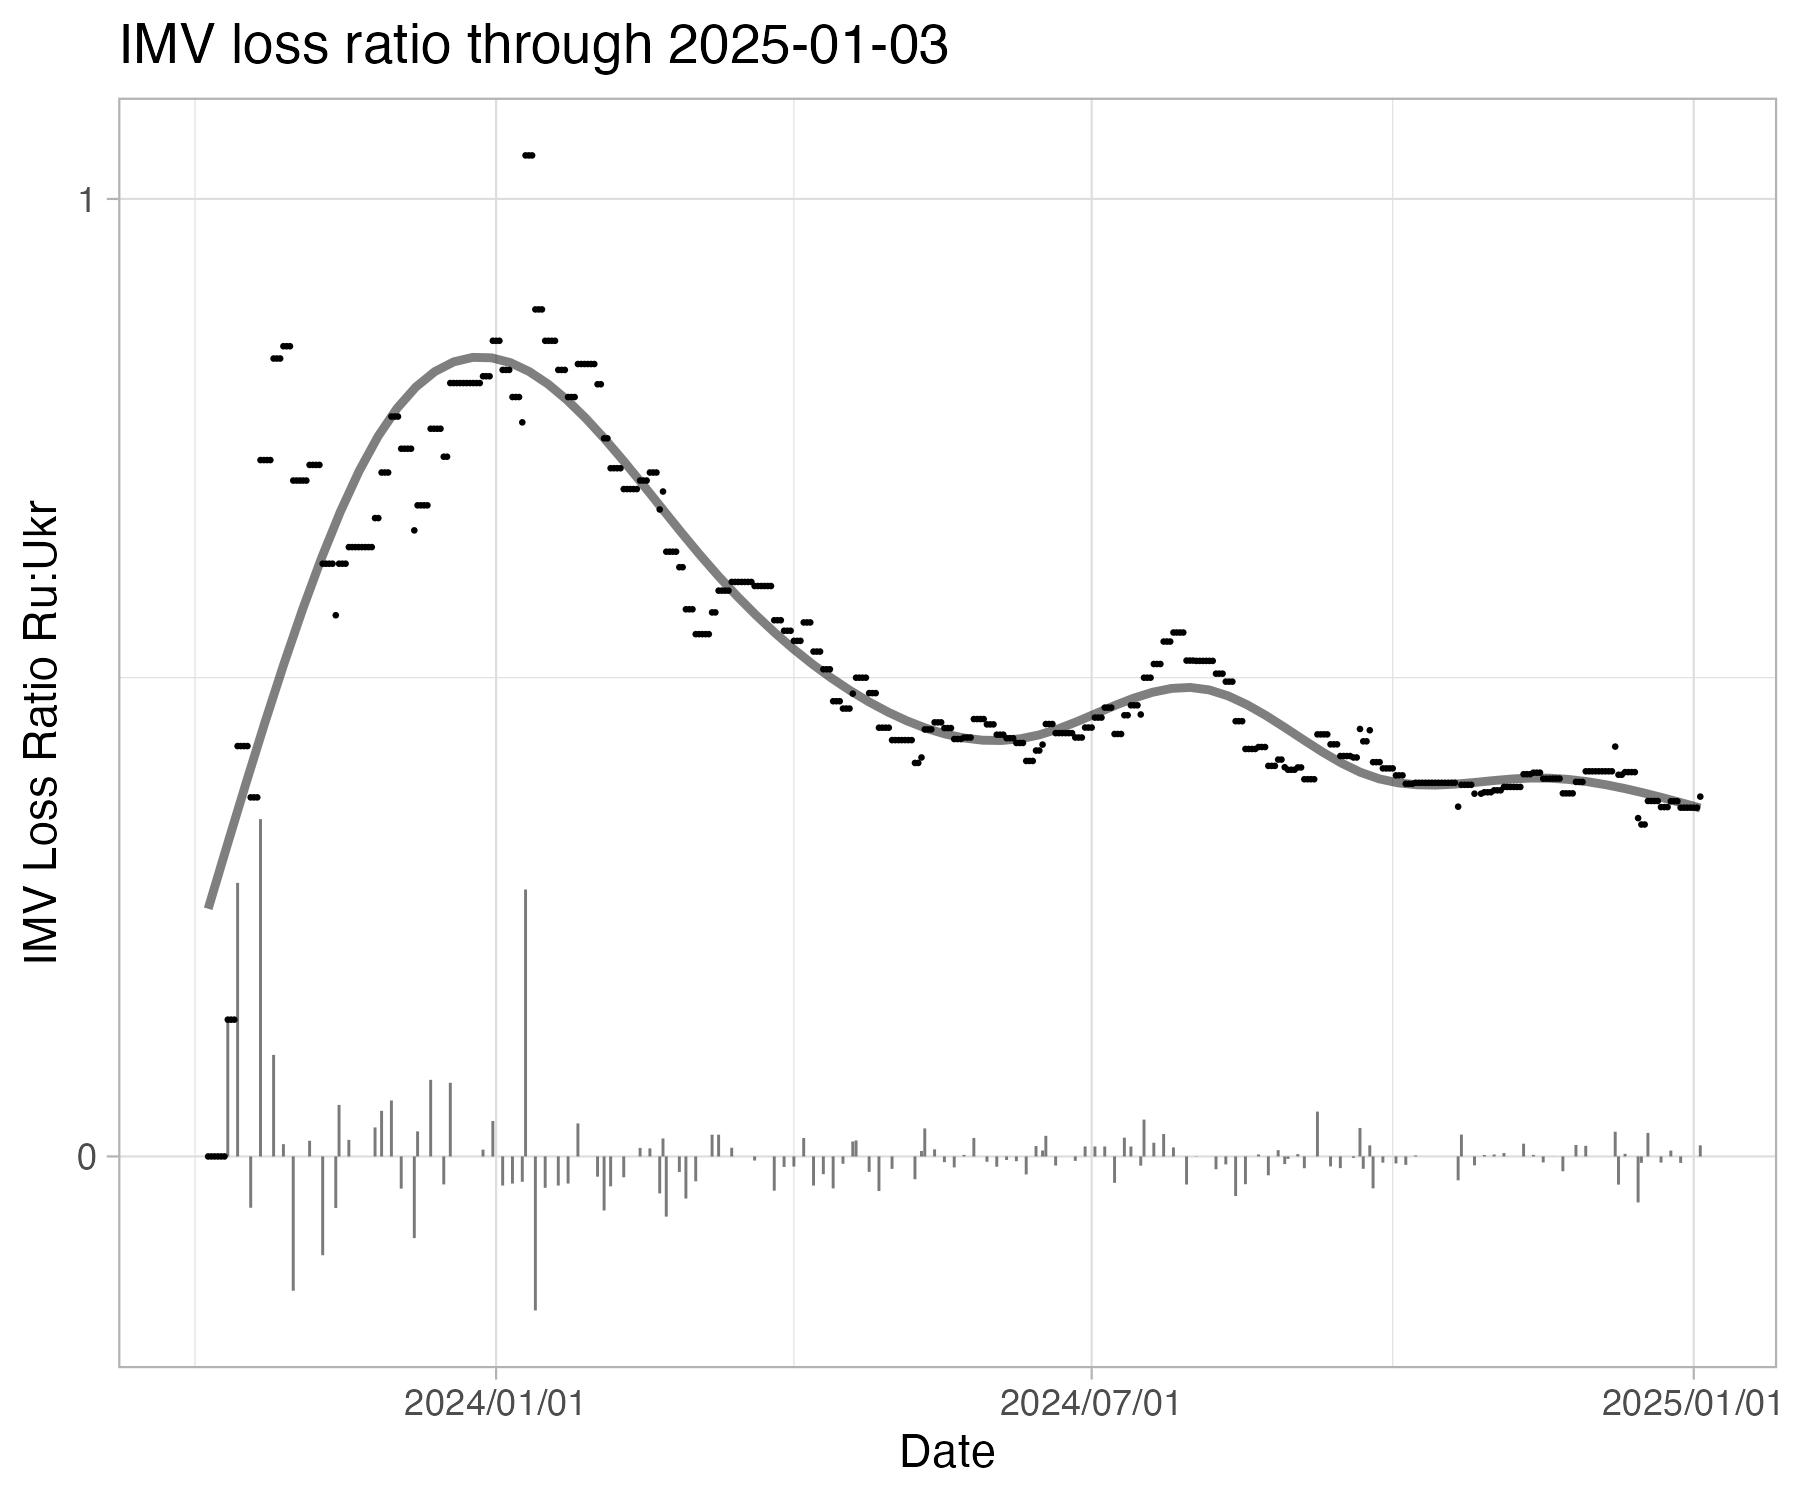 IMV loss ratio through 2025-01-03
IMV Loss Ratio Ru:Ukr
1
0
2024/01/01
2024/07/01
2025/01/01
Date